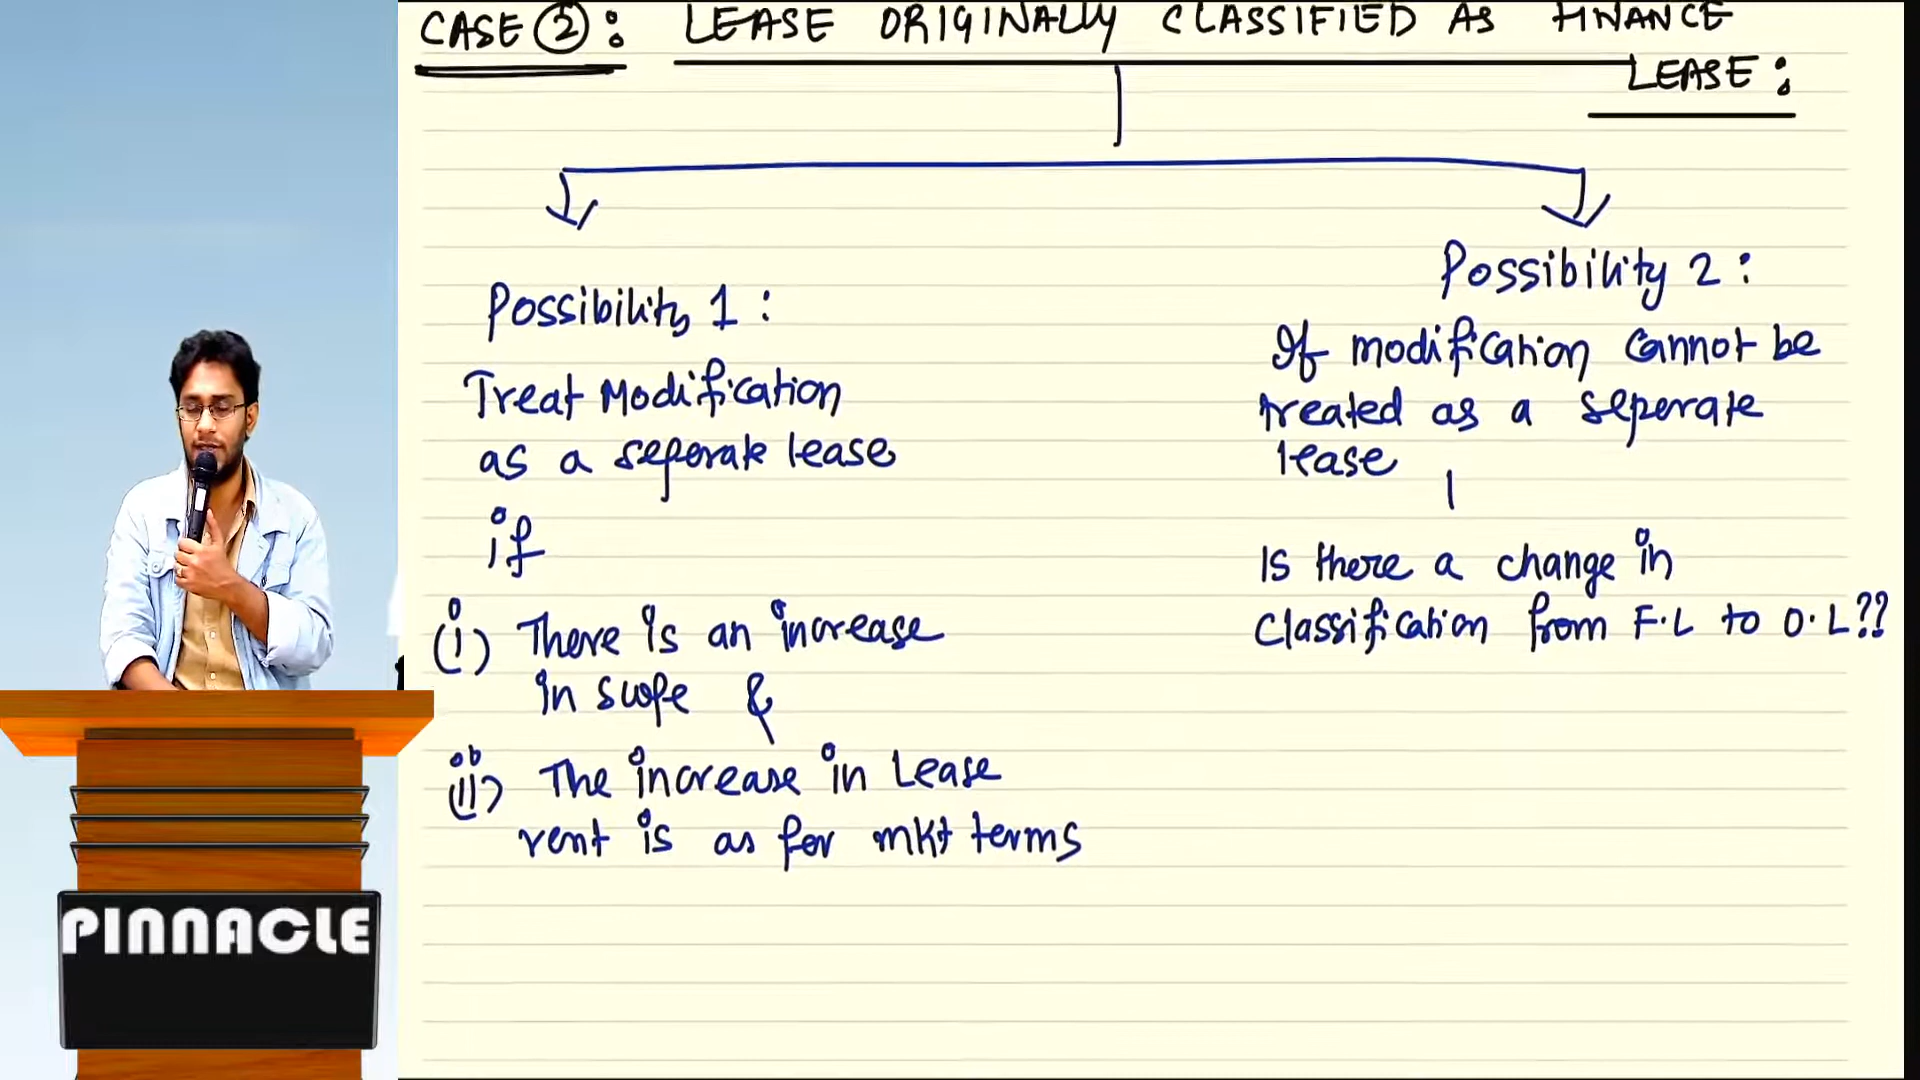 CASE ②: LEASE ORIGINALLY CLASSIFIED AS FINANCE
LEASE:
Possibility 1:
Treat Modification
as a seperate lease
if
(i) There is an increase
in scope &
(ii) The increase in Lease
rent is as per mkt terms
Possibility 2:
If modification cannot be
treated as a seperate
lease
Is there a change in
classification from F.L to O.L??
PINNACLE